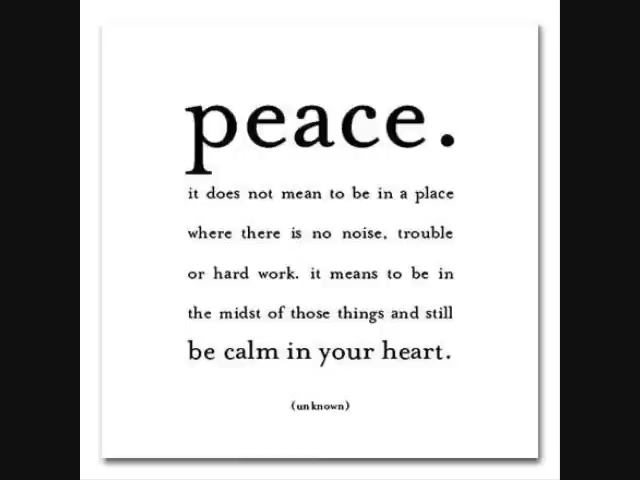 peace.
it does not mean to be in a place
where there is no noise, trouble
or hard work. it means to be in
the midst of those things and still
be calm in your heart.
(unknown)